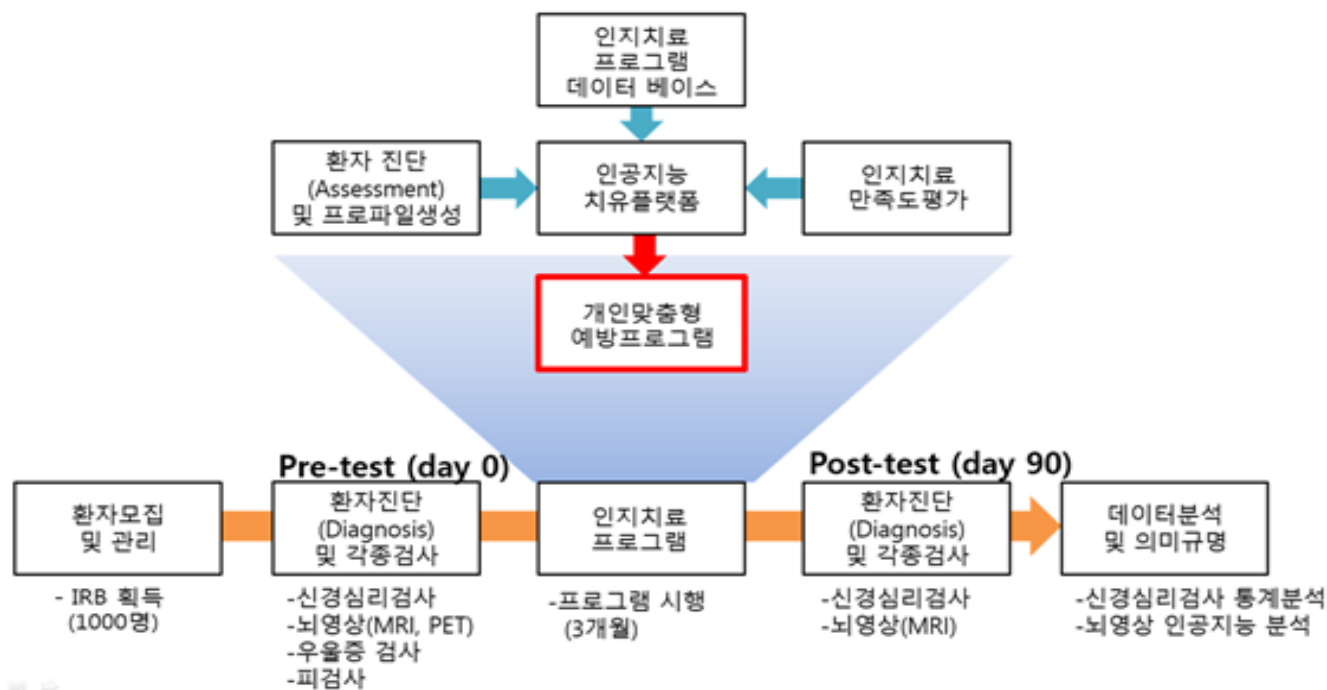 인지치료
프로그램
데이터 베이스
환자 진단
(Assessment)
및 프로파일생성
인공지능
치유플랫폼
인지치료
만족도평가
개인맞춤형
예방프로그램
Pre-test (day 0)
Post-test (day 90)
환자모집
및 관리
환자진단
(Diagnosis)
및 각종검사
인지치료
프로그램
환자진단
(Diagnosis)
및 각종검사
데이터분석
및 의미규명
- IRB 획득
(1000명)
-신경심리검사
-뇌영상(MRI, PET)
-우울증 검사
-피검사
-프로그램 시행
(3개월)
-신경심리검사
-뇌영상(MRI)
-신경심리검사 통계분석
-뇌영상 인공지능 분석